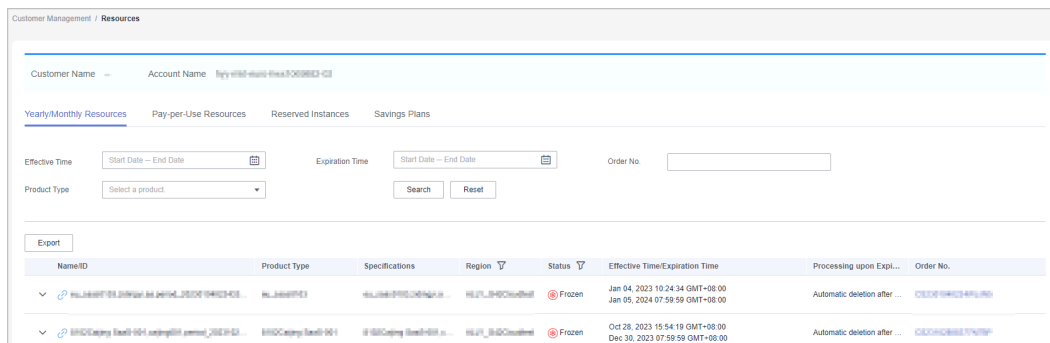 Customer Management / Resources
Customer Name -- Account Name
Yearly/Monthly Resources Pay-per-Use Resources Reserved Instances Savings Plans
Effective Time Start Date -- End Date Expiration Time Start Date -- End Date Order No.
Product Type Select a product. Search Reset
Export
Name/ID Product Type Specifications Region Status Effective Time/Expiration Time Processing upon Expi... Order No.
Frozen Jan 04, 2023 10:24:34 GMT+08:00 Automatic deletion after ...
Jan 05, 2024 07:59:59 GMT+08:00
Frozen Oct 28, 2023 15:54:19 GMT+08:00 Automatic deletion after ...
Dec 30, 2023 07:59:59 GMT+08:00